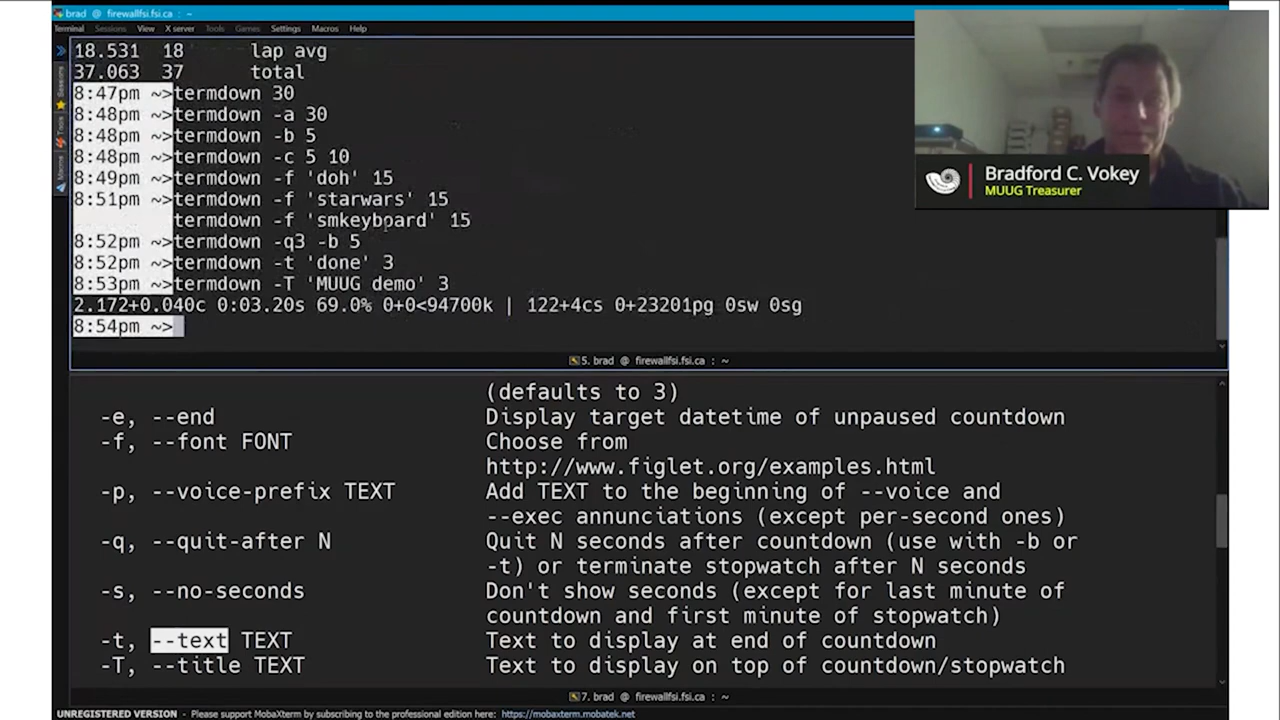 brad @ firewallfsi.fsi.ca : ~
Terminal Sessions View X server Tools Games Settings Macros Help
18.531 18 lap avg
37.063 37 total
8:47pm ~>termdown 30
8:48pm ~>termdown -a 30
8:48pm ~>termdown -b 5
8:48pm ~>termdown -c 5 10
8:49pm ~>termdown -f 'doh' 15
8:51pm ~>termdown -f 'starwars' 15
termdown -f 'smkeyboard' 15
8:52pm ~>termdown -q3 -b 5
8:52pm ~>termdown -t 'done' 3
8:53pm ~>termdown -T 'MUUG demo' 3
2.172+0.040c 0:03.20s 69.0% 0+0<94700k | 122+4cs 0+23201pg 0sw 0sg
8:54pm ~>
Sessions
Tools
Macros
Bradford C. Vokey
MUUG Treasurer
5. brad @ firewallfsi.fsi.ca : ~
(defaults to 3)
-e, --end Display target datetime of unpaused countdown
-f, --font FONT Choose from
http://www.figlet.org/examples.html
-p, --voice-prefix TEXT Add TEXT to the beginning of --voice and
--exec annunciations (except per-second ones)
-q, --quit-after N Quit N seconds after countdown (use with -b or
-t) or terminate stopwatch after N seconds
-s, --no-seconds Don't show seconds (except for last minute of
countdown and first minute of stopwatch)
-t, --text TEXT Text to display at end of countdown
-T, --title TEXT Text to display on top of countdown/stopwatch
7. brad @ firewallfsi.fsi.ca : ~
UNREGISTERED VERSION - Please support MobaXterm by subscribing to the professional edition here: https://mobaxterm.mobatek.net